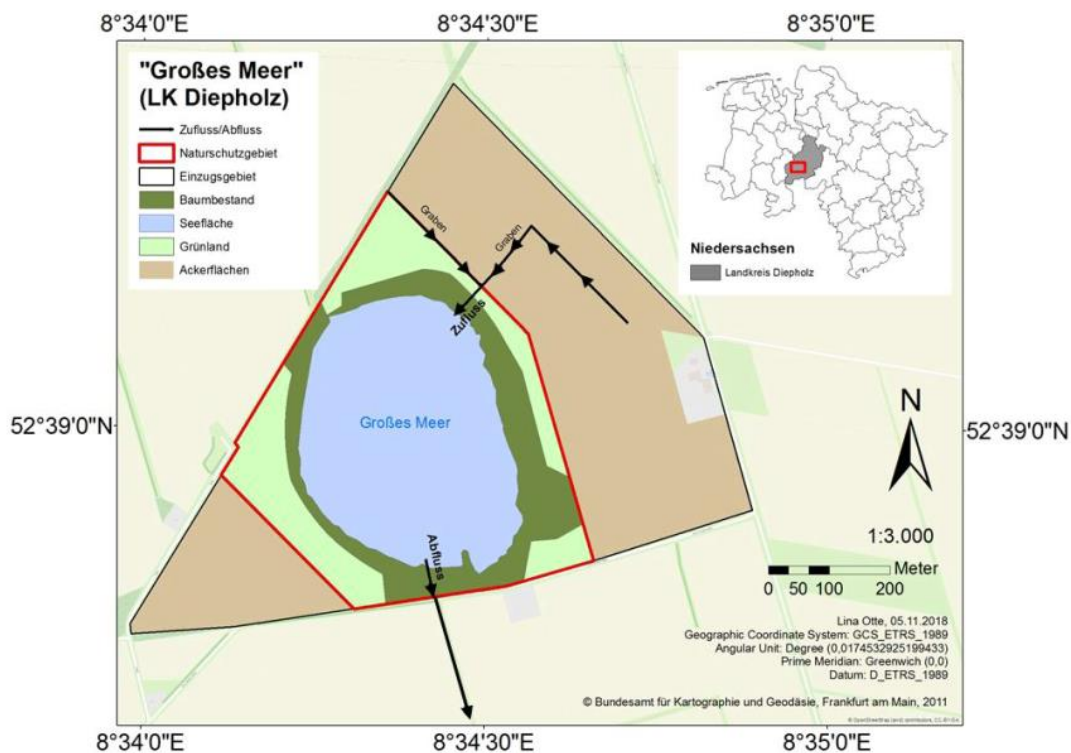 8°34'0"E
8°34'30"E
8°35'0"E
"Großes Meer"
(LK Diepholz)
Zufluss/Abfluss
Naturschutzgebiet
Einzugsgebiet
Baumbestand
Seefläche
Grünland
Ackerflächen
Niedersachsen
Landkreis Diepholz
Graben
Graben
Zufluss
Großes Meer
52°39'0"N
52°39'0"N
N
Abfluss
1:3.000
Meter
0 50 100 200
Lina Otte, 05.11.2018
Geographic Coordinate System: GCS_ETRS_1989
Angular Unit: Degree (0,0174532925199433)
Prime Meridian: Greenwich (0,0)
Datum: D_ETRS_1989
© Bundesamt für Kartographie und Geodäsie, Frankfurt am Main, 2011
8°34'0"E
8°34'30"E
8°35'0"E